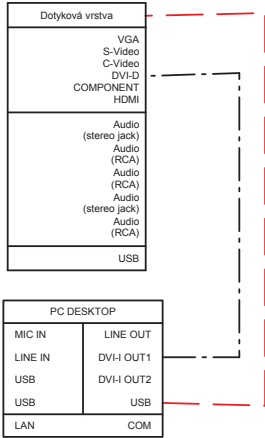 Dotyková vrstva
VGA
S-Video
C-Video
DVI-D
COMPONENT
HDMI
Audio
(stereo jack)
Audio
(RCA)
Audio
(RCA)
Audio
(stereo jack)
Audio
(RCA)
USB
PC DESKTOP
MIC IN LINE OUT
LINE IN DVI-I OUT1
USB DVI-I OUT2
USB USB
LAN COM